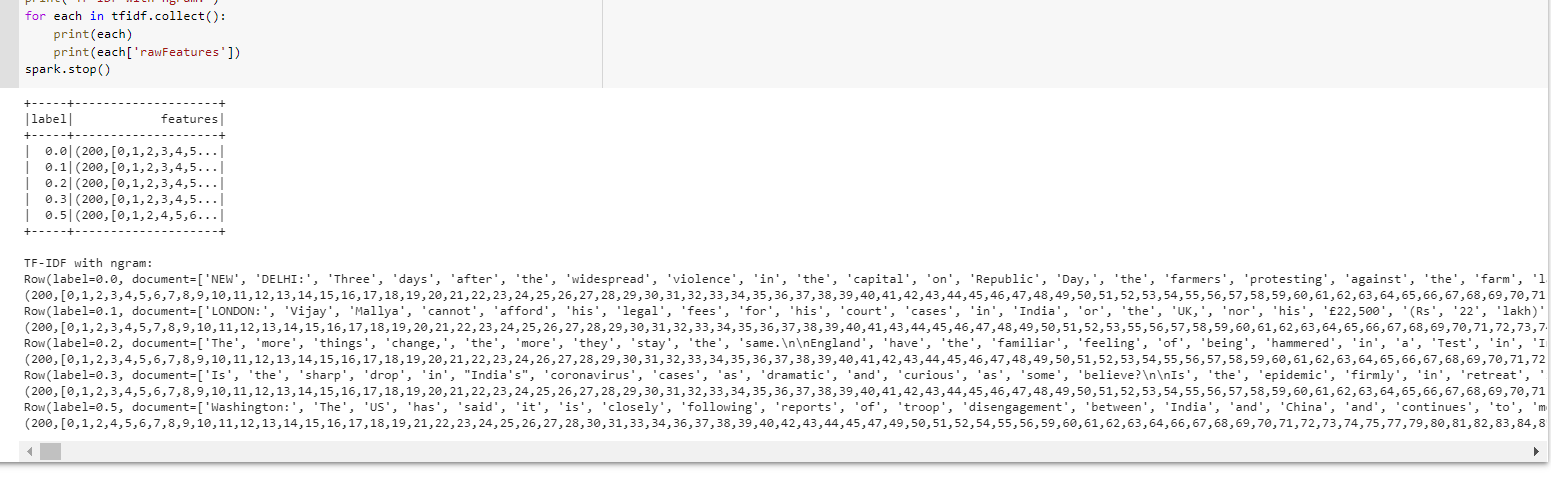 print("TF-IDF with ngram:")
for each in tfidf.collect():
    print(each)
    print(each['rawFeatures'])
spark.stop()
+-----+--------------------+
|label|            features|
+-----+--------------------+
|  0.0|(200,[0,1,2,3,4,5...|
|  0.1|(200,[0,1,2,3,4,5...|
|  0.2|(200,[0,1,2,3,4,5...|
|  0.3|(200,[0,1,2,3,4,5...|
|  0.5|(200,[0,1,2,4,5,6...|
+-----+--------------------+
TF-IDF with ngram:
Row(label=0.0, document=['NEW', 'DELHI:', 'Three', 'days', 'after', 'the', 'widespread', 'violence', 'in', 'the', 'capital', 'on', 'Republic', 'Day,', 'the', 'farmers', 'protesting', 'against', 'the', 'farm', 'l
(200,[0,1,2,3,4,5,6,7,8,9,10,11,12,13,14,15,16,17,18,19,20,21,22,23,24,25,26,27,28,29,30,31,32,33,34,35,36,37,38,39,40,41,42,43,44,45,46,47,48,49,50,51,52,53,54,55,56,57,58,59,60,61,62,63,64,65,66,67,68,69,70,71
Row(label=0.1, document=['LONDON:', 'Vijay', 'Mallya', 'cannot', 'afford', 'his', 'legal', 'fees', 'for', 'his', 'court', 'cases', 'in', 'India', 'or', 'the', 'UK,', 'nor', 'his', '£22,500', '(Rs', '22', 'lakh)'
(200,[0,1,2,3,4,5,7,8,9,10,11,12,13,14,15,16,17,18,19,20,21,22,23,24,25,26,27,28,29,30,31,32,33,34,35,36,37,38,39,40,41,42,43,44,45,46,47,48,49,50,51,52,53,54,55,56,57,58,59,60,61,62,63,64,65,66,67,68,69,70,71,72,73,7
Row(label=0.2, document=['The', 'more', 'things', 'change,', 'the', 'more', 'they', 'stay', 'the', 'same.\n\nEngland', 'have', 'the', 'familiar', 'feeling', 'of', 'being', 'hammered', 'in', 'a', 'Test', 'in', 'I
(200,[0,1,2,3,4,5,6,7,8,9,10,11,12,13,14,15,16,17,18,19,20,21,22,23,24,26,27,28,29,30,31,32,33,34,35,36,37,38,39,40,41,42,43,44,45,46,47,48,49,50,51,52,53,54,55,56,57,58,59,60,61,62,63,64,65,66,67,68,69,70,71,72
Row(label=0.3, document=['Is', 'the', 'sharp', 'drop', 'in', "India's", 'coronavirus', 'cases', 'as', 'dramatic', 'and', 'curious', 'as', 'some', 'believe?\n\nIs', 'the', 'epidemic', 'firmly', 'in', 'retreat', '
(200,[0,1,2,3,4,5,6,7,8,9,10,11,12,13,14,15,16,17,18,19,20,21,22,23,24,25,26,27,28,29,30,31,32,33,34,35,36,37,38,39,40,41,42,43,44,45,46,47,48,49,50,51,52,53,54,55,56,57,58,59,60,61,62,63,64,65,66,67,68,69,70,71
Row(label=0.5, document=['Washington:', 'The', 'US', 'has', 'said', 'it', 'is', 'closely', 'following', 'reports', 'of', 'troop', 'disengagement', 'between', 'India', 'and', 'China', 'and', 'continues', 'to', 'm
(200,[0,1,2,4,5,6,7,8,9,10,11,12,13,14,15,16,17,18,19,21,22,23,24,25,26,27,28,30,31,33,34,36,37,38,39,40,42,43,44,45,47,49,50,51,52,54,55,56,59,60,61,62,63,64,66,67,68,69,70,71,72,73,74,75,77,79,80,81,82,83,84,8